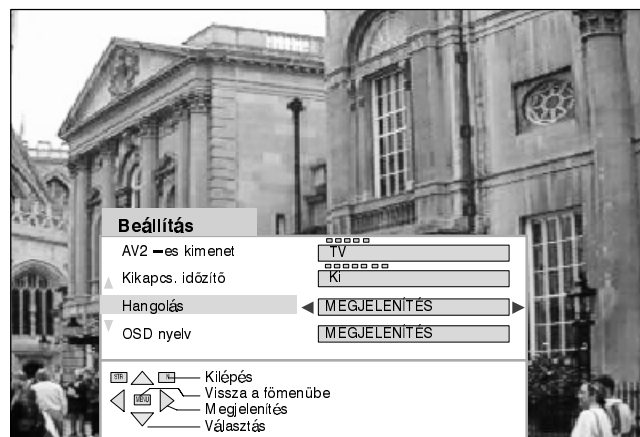 Beállítás
AV2 –es kimenet TV
Kikapcs. időzítő Ki
Hangolás MEGJELENÍTÉS
OSD nyelv MEGJELENÍTÉS
STR N Kilépés
MENU Vissza a fömenübe
Megjelenítés
Választás